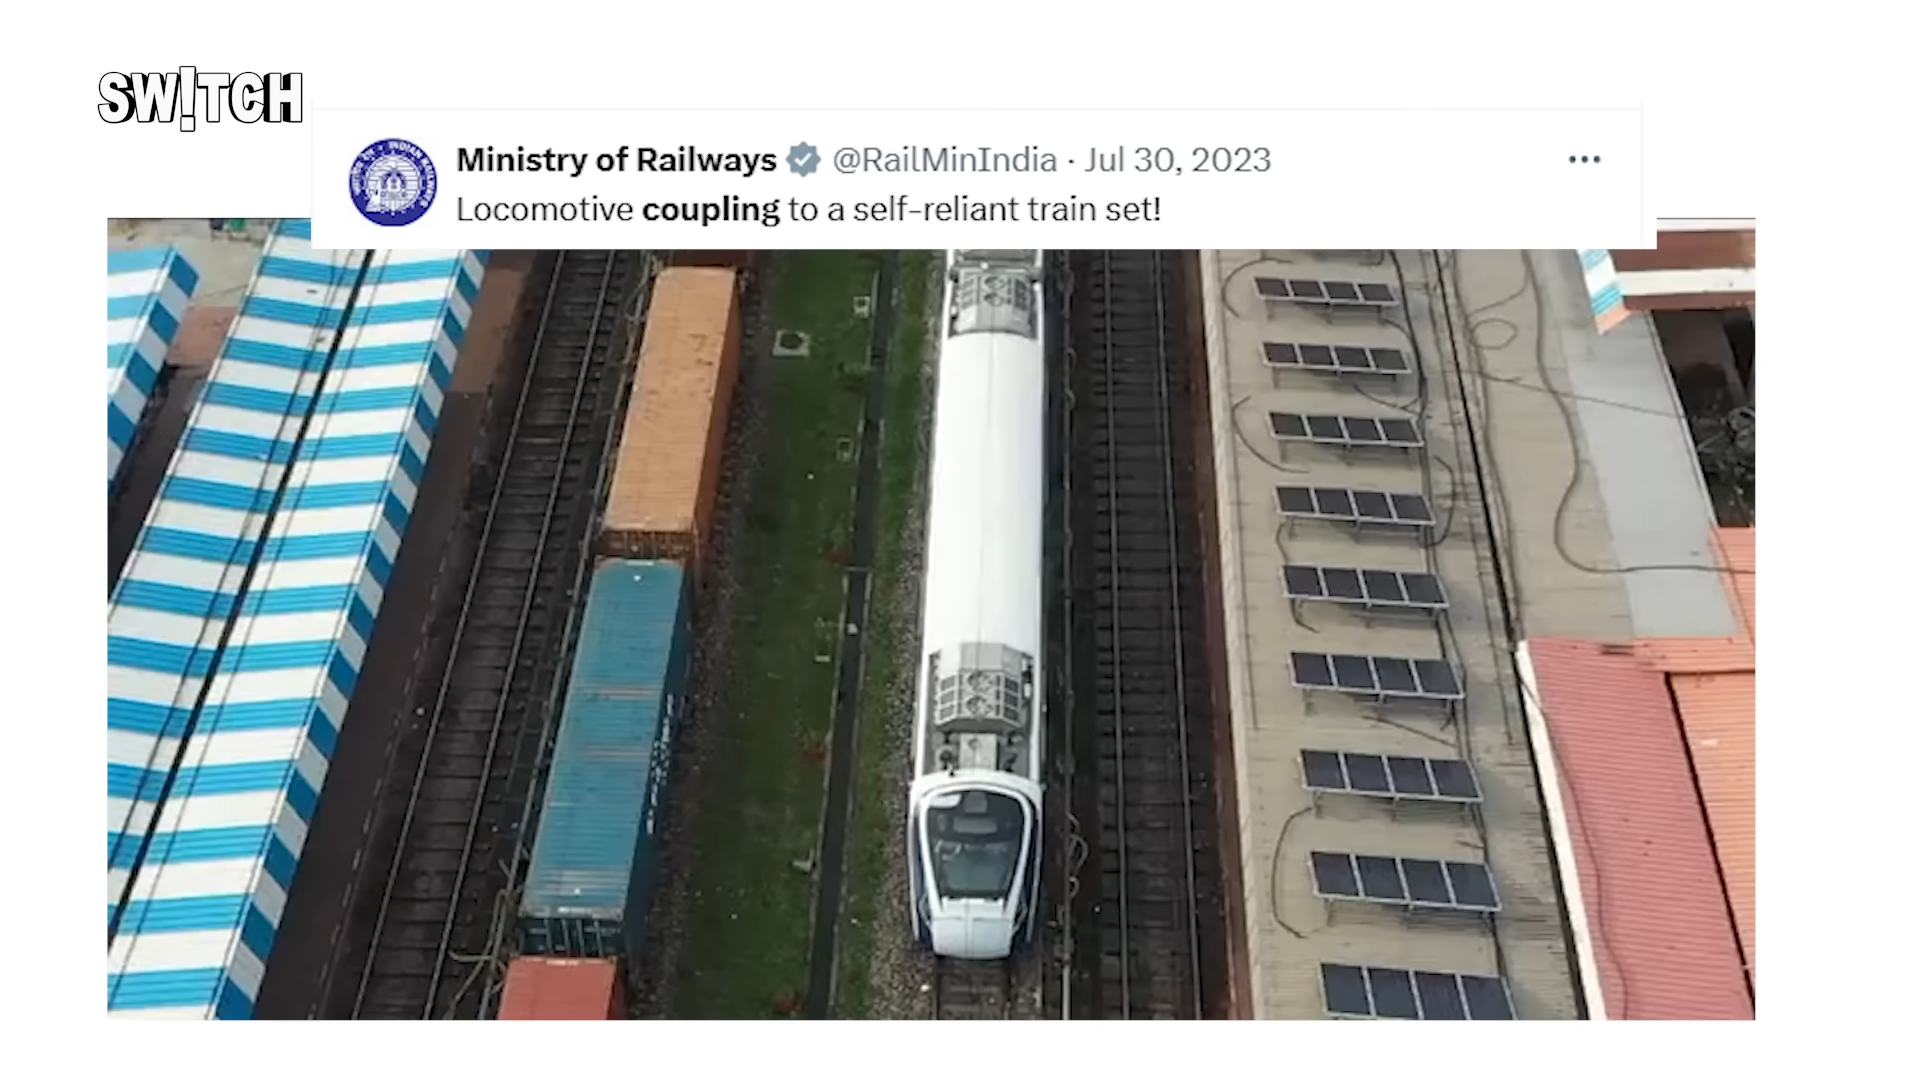 SW!TCH
Ministry of Railways @RailMinIndia · Jul 30, 2023
Locomotive coupling to a self-reliant train set!